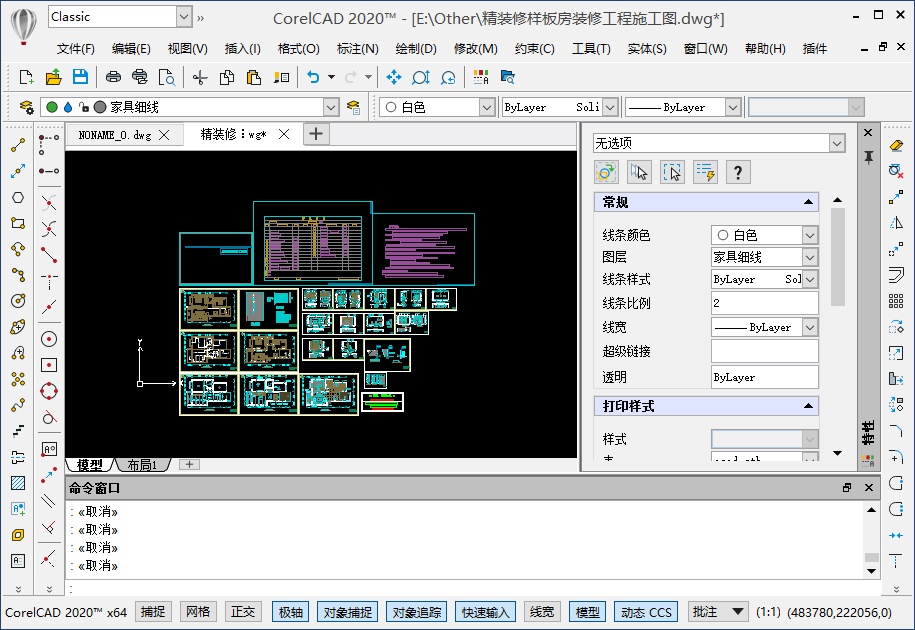 Classic
»
CorelCAD 2020™ - [E:\Other\精装修样板房装修工程施工图.dwg*]
文件(F) 编辑(E) 视图(V) 插入(I) 格式(O) 标注(N) 绘制(D) 修改(M) 约束(C) 工具(T) 实体(S) 窗口(W) 帮助(H) 插件
家具细线 白色 ByLayer Soli ByLayer
NONAME_0.dwg 精装修：wg*
无选项
常规
线条颜色 白色
图层 家具细线
线条样式 ByLayer Sol
线条比例 2
线宽 ByLayer
超级链接
透明 ByLayer
打印样式
样式
特性
Y
模型 布局1
命令窗口
: «取消»
: «取消»
: «取消»
: «取消»
:
CorelCAD 2020™ x64 捕捉 网格 正交 极轴 对象捕捉 对象追踪 快速输入 线宽 模型 动态 CCS 批注 (1:1) (483780,222056,0)